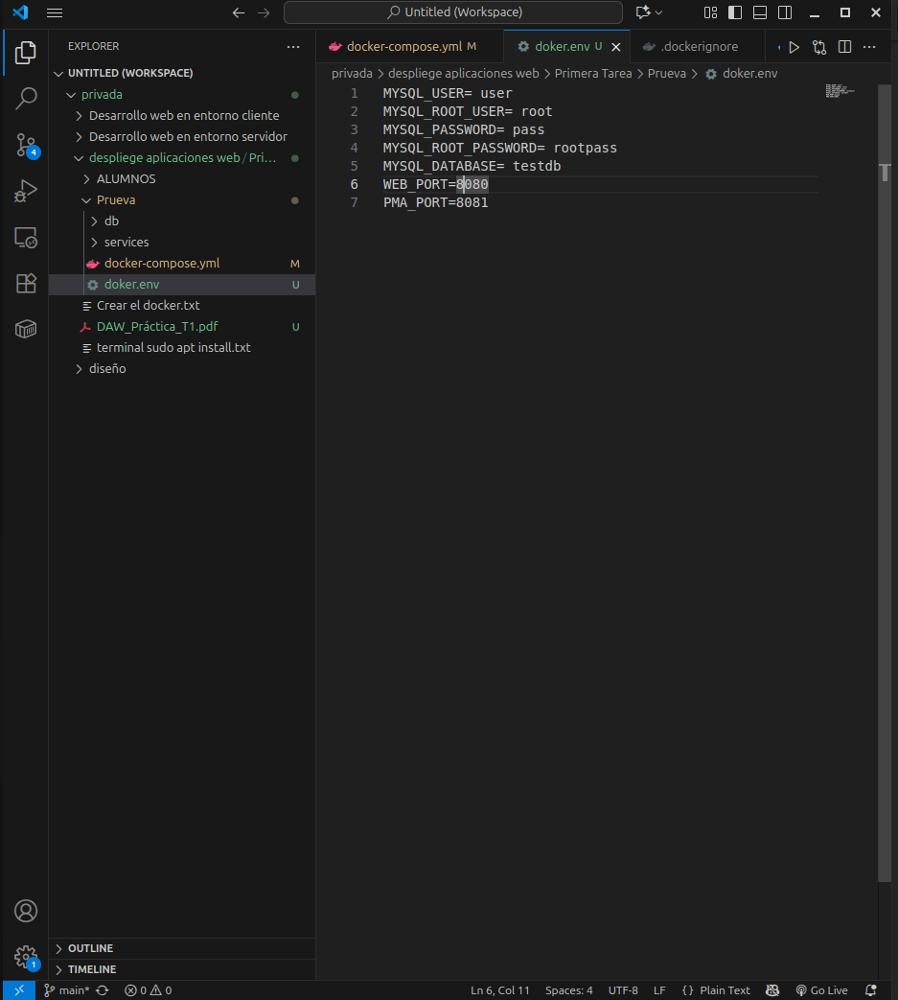 Untitled (Workspace)
EXPLORER
UNTITLED (WORKSPACE)
privada
Desarrollo web en entorno cliente
Desarrollo web en entorno servidor
despliege aplicaciones web / Pri...
ALUMNOS
Prueva
db
services
docker-compose.yml M
doker.env U
Crear el docker.txt
DAW_Práctica_T1.pdf U
terminal sudo apt install.txt
diseño
OUTLINE
TIMELINE
4
1
docker-compose.yml M
doker.env U
.dockerignore
privada > despliege aplicaciones web > Primera Tarea > Prueva > doker.env
1 MYSQL_USER= user
2 MYSQL_ROOT_USER= root
3 MYSQL_PASSWORD= pass
4 MYSQL_ROOT_PASSWORD= rootpass
5 MYSQL_DATABASE= testdb
6 WEB_PORT=8080
7 PMA_PORT=8081
main* 0 0 Ln 6, Col 11 Spaces: 4 UTF-8 LF {} Plain Text Go Live